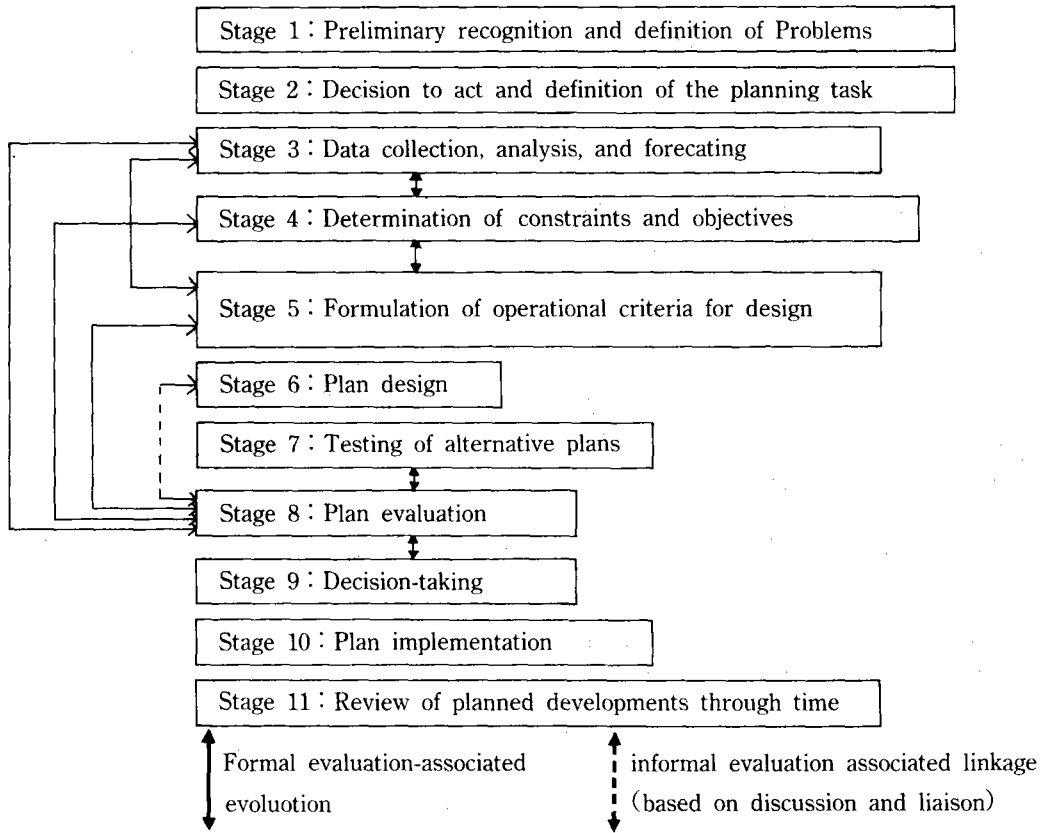 Stage 1 : Preliminary recognition and definition of Problems
Stage 2 : Decision to act and definition of the planning task
Stage 3 : Data collection, analysis, and forecating
Stage 4 : Determination of constraints and objectives
Stage 5 : Formulation of operational criteria for design
Stage 6 : Plan design
Stage 7 : Testing of alternative plans
Stage 8 : Plan evaluation
Stage 9 : Decision-taking
Stage 10 : Plan implementation
Stage 11 : Review of planned developments through time
Formal evaluation-associated
evoluotion
informal evaluation associated linkage
(based on discussion and liaison)